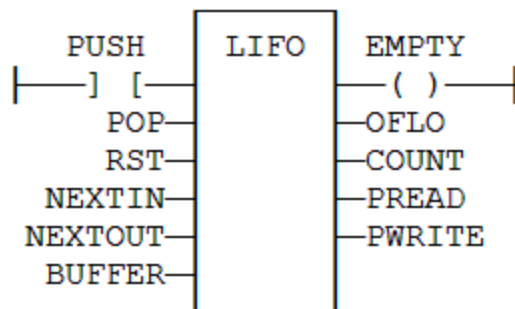 PUSH LIFO EMPTY
] [ ( )
POP OFLO
RST COUNT
NEXTIN PREAD
NEXTOUT PWRITE
BUFFER